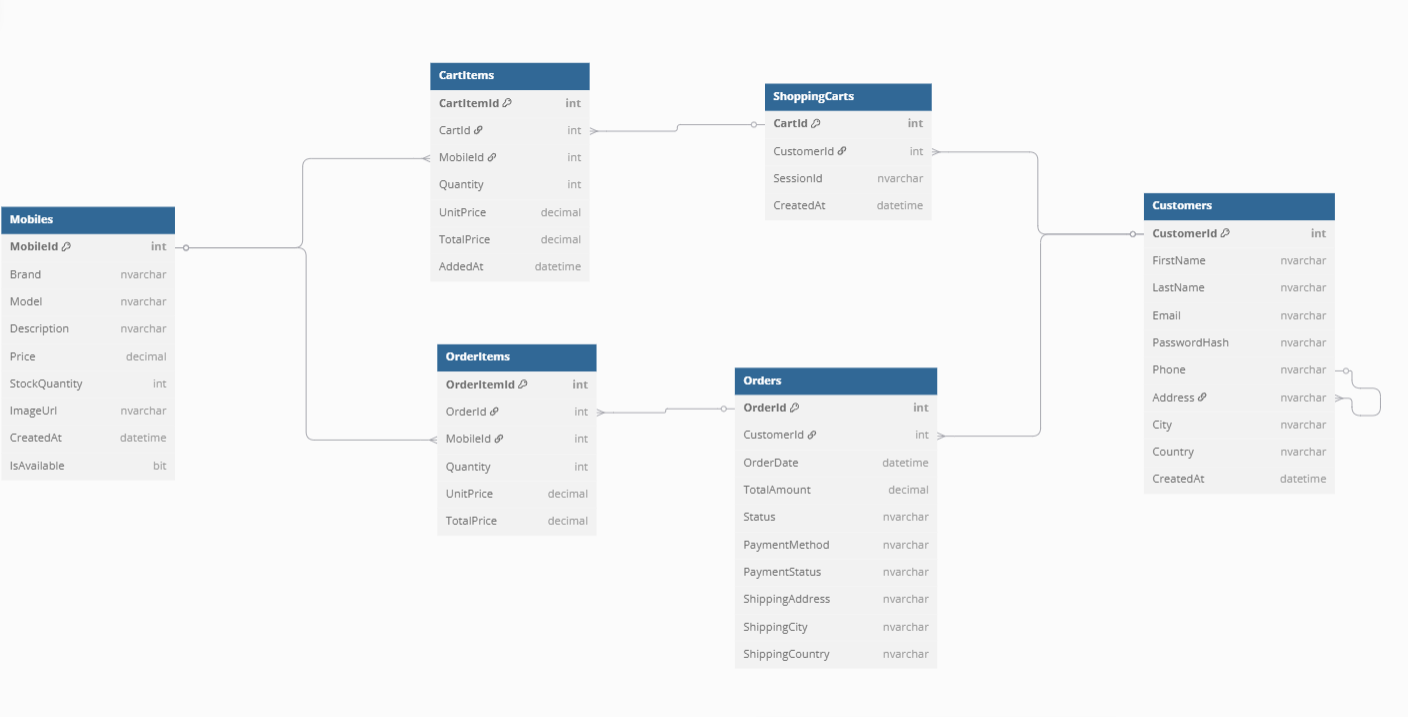 Mobiles
MobileId int
Brand nvarchar
Model nvarchar
Description nvarchar
Price decimal
StockQuantity int
ImageUrl nvarchar
CreatedAt datetime
IsAvailable bit
CartItems
CartItemId int
CartId int
MobileId int
Quantity int
UnitPrice decimal
TotalPrice decimal
AddedAt datetime
OrderItems
OrderItemId int
OrderId int
MobileId int
Quantity int
UnitPrice decimal
TotalPrice decimal
ShoppingCarts
CartId int
CustomerId int
SessionId nvarchar
CreatedAt datetime
Orders
OrderId int
CustomerId int
OrderDate datetime
TotalAmount decimal
Status nvarchar
PaymentMethod nvarchar
PaymentStatus nvarchar
ShippingAddress nvarchar
ShippingCity nvarchar
ShippingCountry nvarchar
Customers
CustomerId int
FirstName nvarchar
LastName nvarchar
Email nvarchar
PasswordHash nvarchar
Phone nvarchar
Address nvarchar
City nvarchar
Country nvarchar
CreatedAt datetime